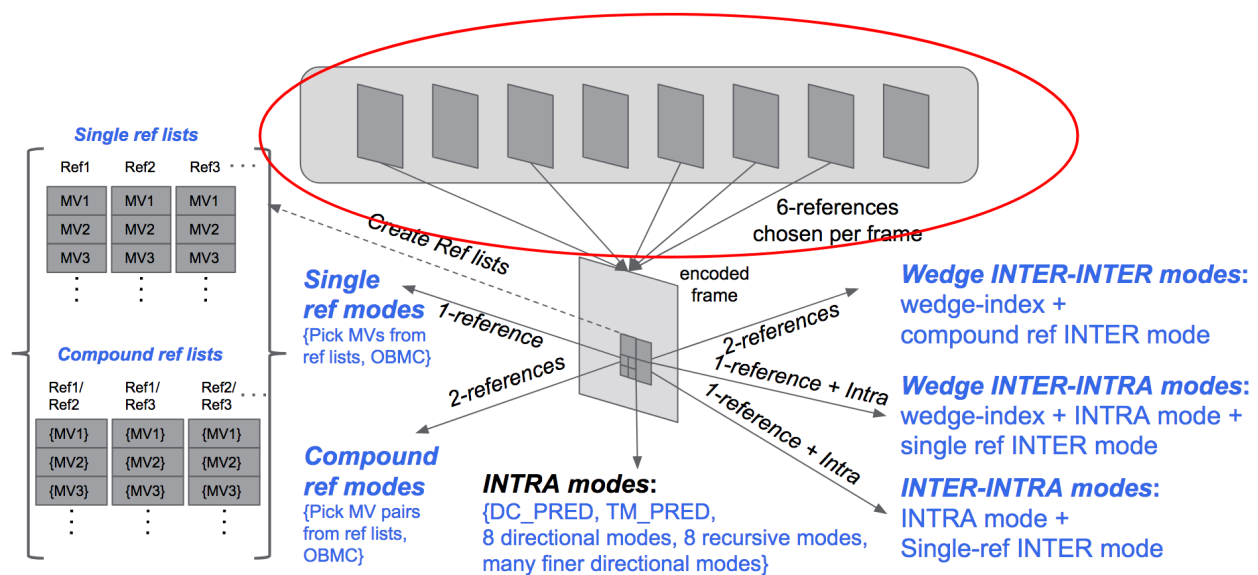 Single ref lists
Ref1 Ref2 Ref3 ....
MV1 MV1 MV1
MV2 MV2 MV2
MV3 MV3 MV3
Compound ref lists
Ref1/ Ref1/ Ref2/
Ref2 Ref3 Ref3 ....
{MV1} {MV1} {MV1}
{MV2} {MV2} {MV2}
{MV3} {MV3} {MV3}
6-references
chosen per frame
Create Ref lists
encoded
frame
Single
ref modes
{Pick MVs from
ref lists, OBMC}
1-reference
2-references
Compound
ref modes
{Pick MV pairs
from ref lists,
OBMC}
INTRA modes:
{DC_PRED, TM_PRED,
8 directional modes, 8 recursive modes,
many finer directional modes}
2-references
1-reference + Intra
1-reference + Intra
Wedge INTER-INTER modes:
wedge-index +
compound ref INTER mode
Wedge INTER-INTRA modes:
wedge-index + INTRA mode +
single ref INTER mode
INTER-INTRA modes:
INTRA mode +
Single-ref INTER mode